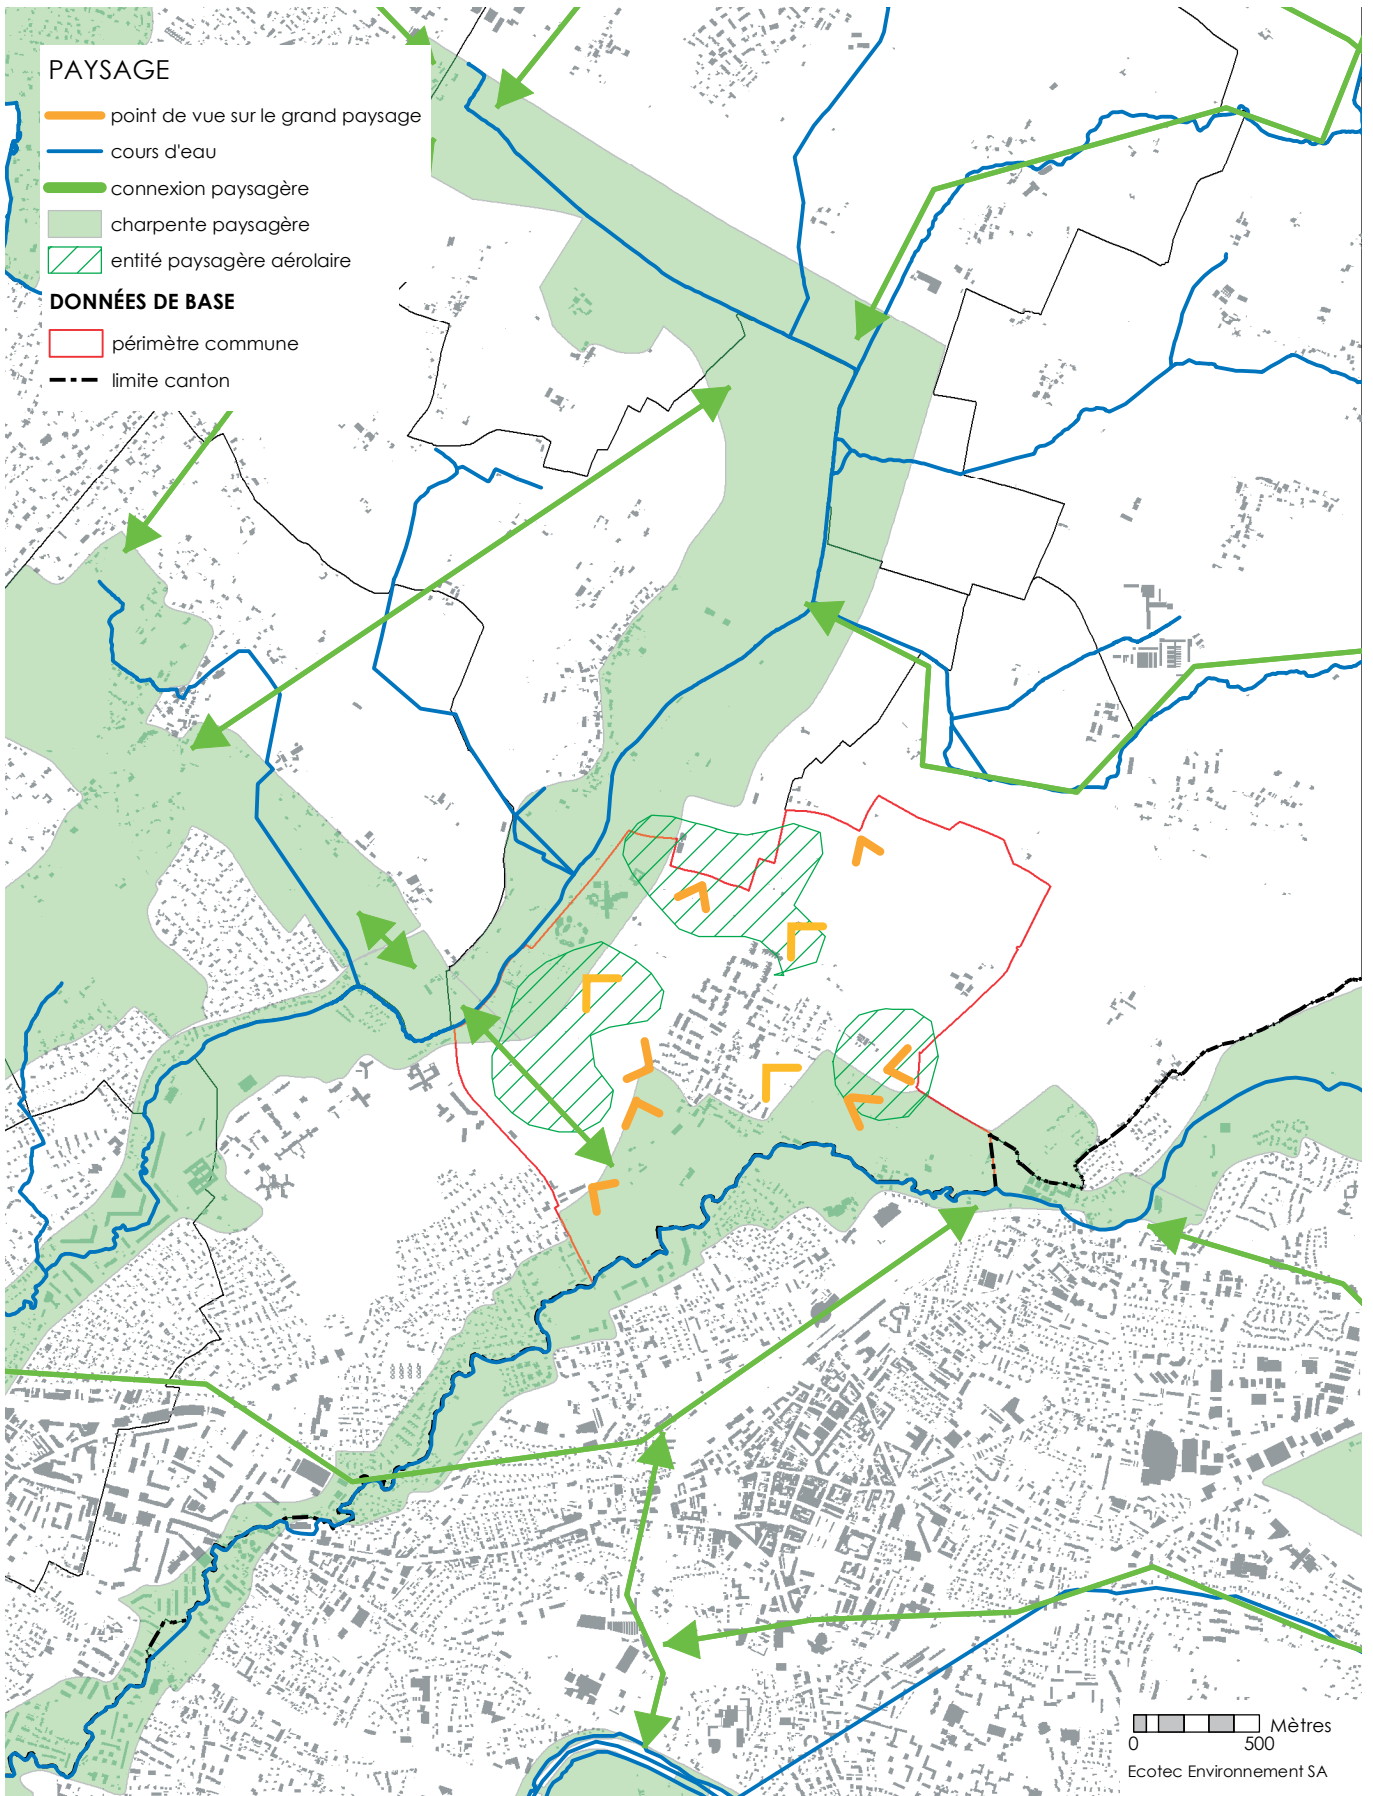 PAYSAGE
point de vue sur le grand paysage
cours d'eau
connexion paysagère
charpente paysagère
entité paysagère aérolaire
DONNÉES DE BASE
périmètre commune
limite canton
Mètres
0 500
Ecotec Environnement SA